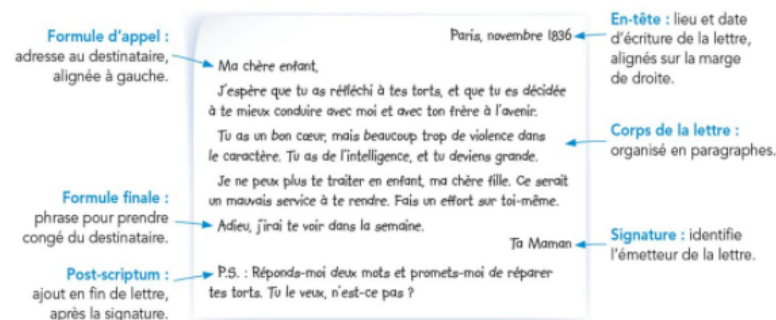 Formule d'appel :
adresse au destinataire,
alignée à gauche.
Formule finale :
phrase pour prendre
congé du destinataire.
Post-scriptum :
ajout en fin de lettre,
après la signature.
Paris, novembre 1836
Ma chère enfant,
J'espère que tu as réfléchi à tes torts, et que tu es décidée
à te mieux conduire avec moi et avec ton frère à l'avenir.
Tu as un bon cœur, mais beaucoup trop de violence dans
le caractère. Tu as de l'intelligence, et tu deviens grande.
Je ne peux plus te traiter en enfant, ma chère fille. Ce serait
un mauvais service à te rendre. Fais un effort sur toi-même.
Adieu, j'irai te voir dans la semaine.
Ta Maman
P.S. : Réponds-moi deux mots et promets-moi de réparer
tes torts. Tu le veux, n'est-ce pas ?
En-tête : lieu et date
d'écriture de la lettre,
alignés sur la marge
de droite.
Corps de la lettre :
organisé en paragraphes.
Signature : identifie
l'émetteur de la lettre.